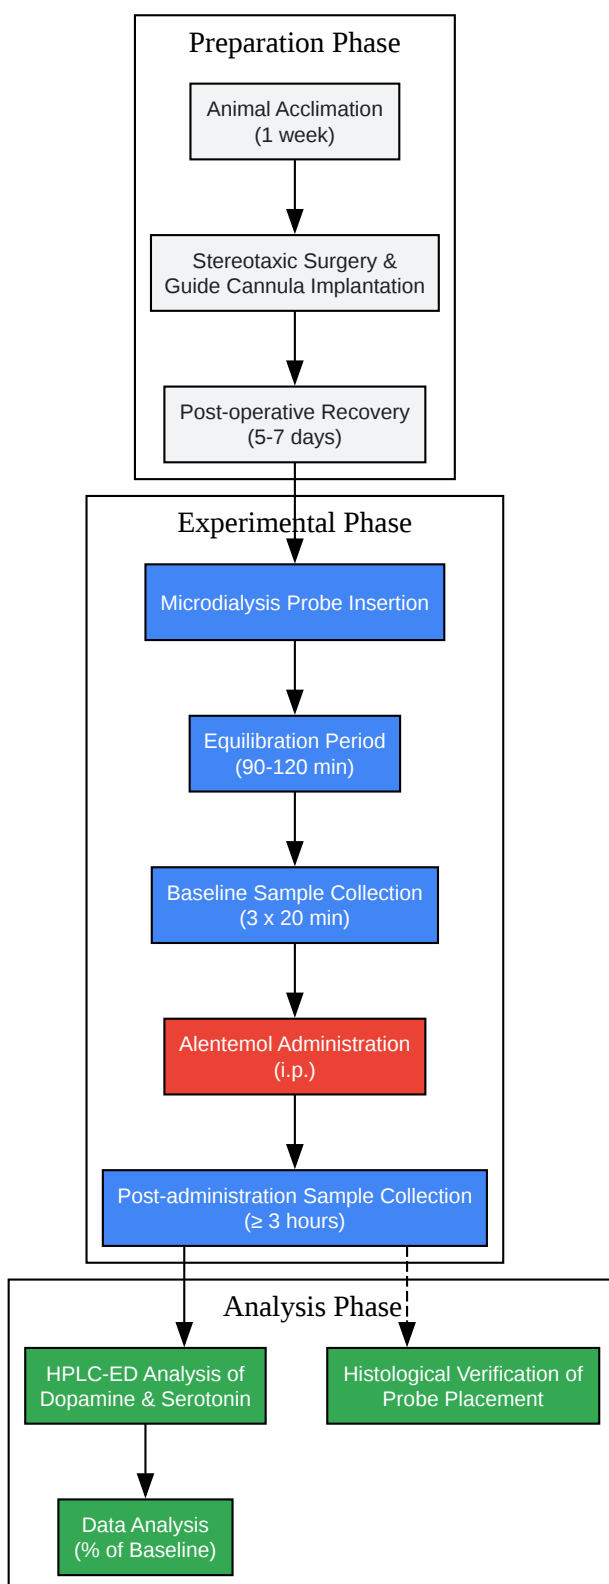 Preparation Phase
Animal Acclimation
(1 week)
Stereotaxic Surgery &
Guide Cannula Implantation
Post-operative Recovery
(5-7 days)
Experimental Phase
Microdialysis Probe Insertion
Equilibration Period
(90-120 min)
Baseline Sample Collection
(3 x 20 min)
Alentemol Administration
(i.p.)
Post-administration Sample Collection
(≥ 3 hours)
Analysis Phase
HPLC-ED Analysis of
Dopamine & Serotonin
Histological Verification of
Probe Placement
Data Analysis
(% of Baseline)